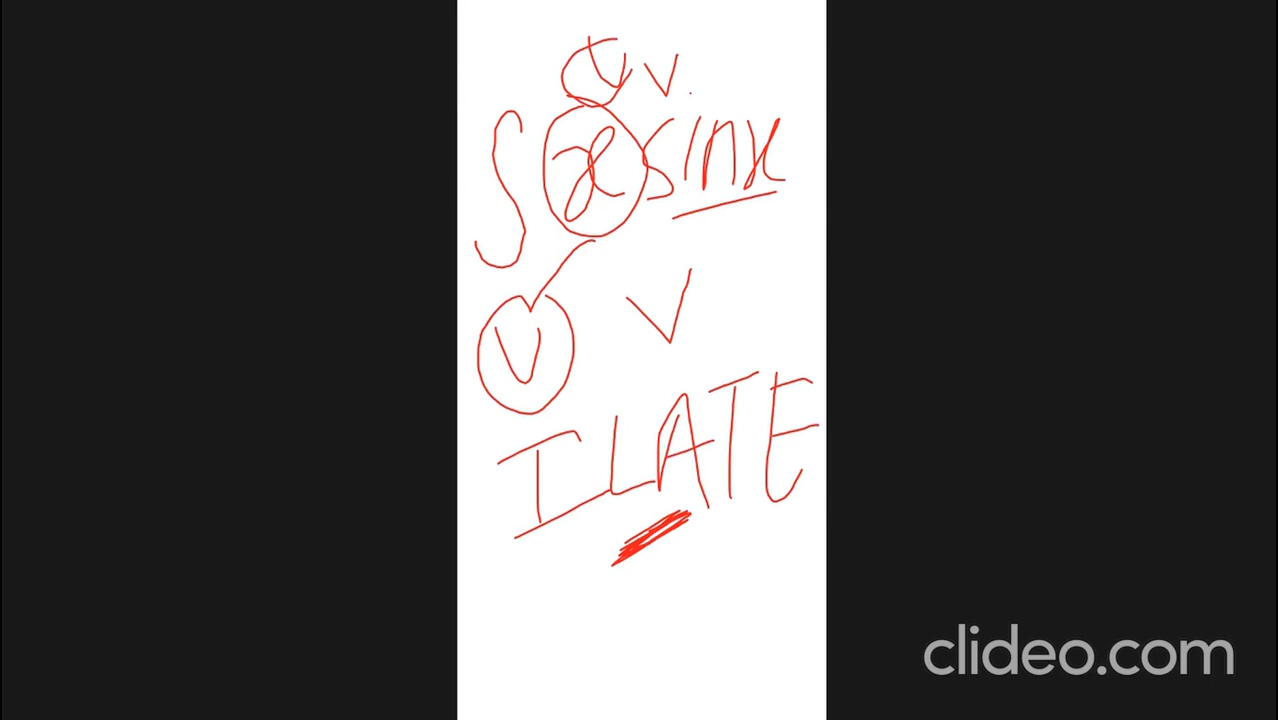 U V.
∫ x sinx
U V
ILATE
clideo.com